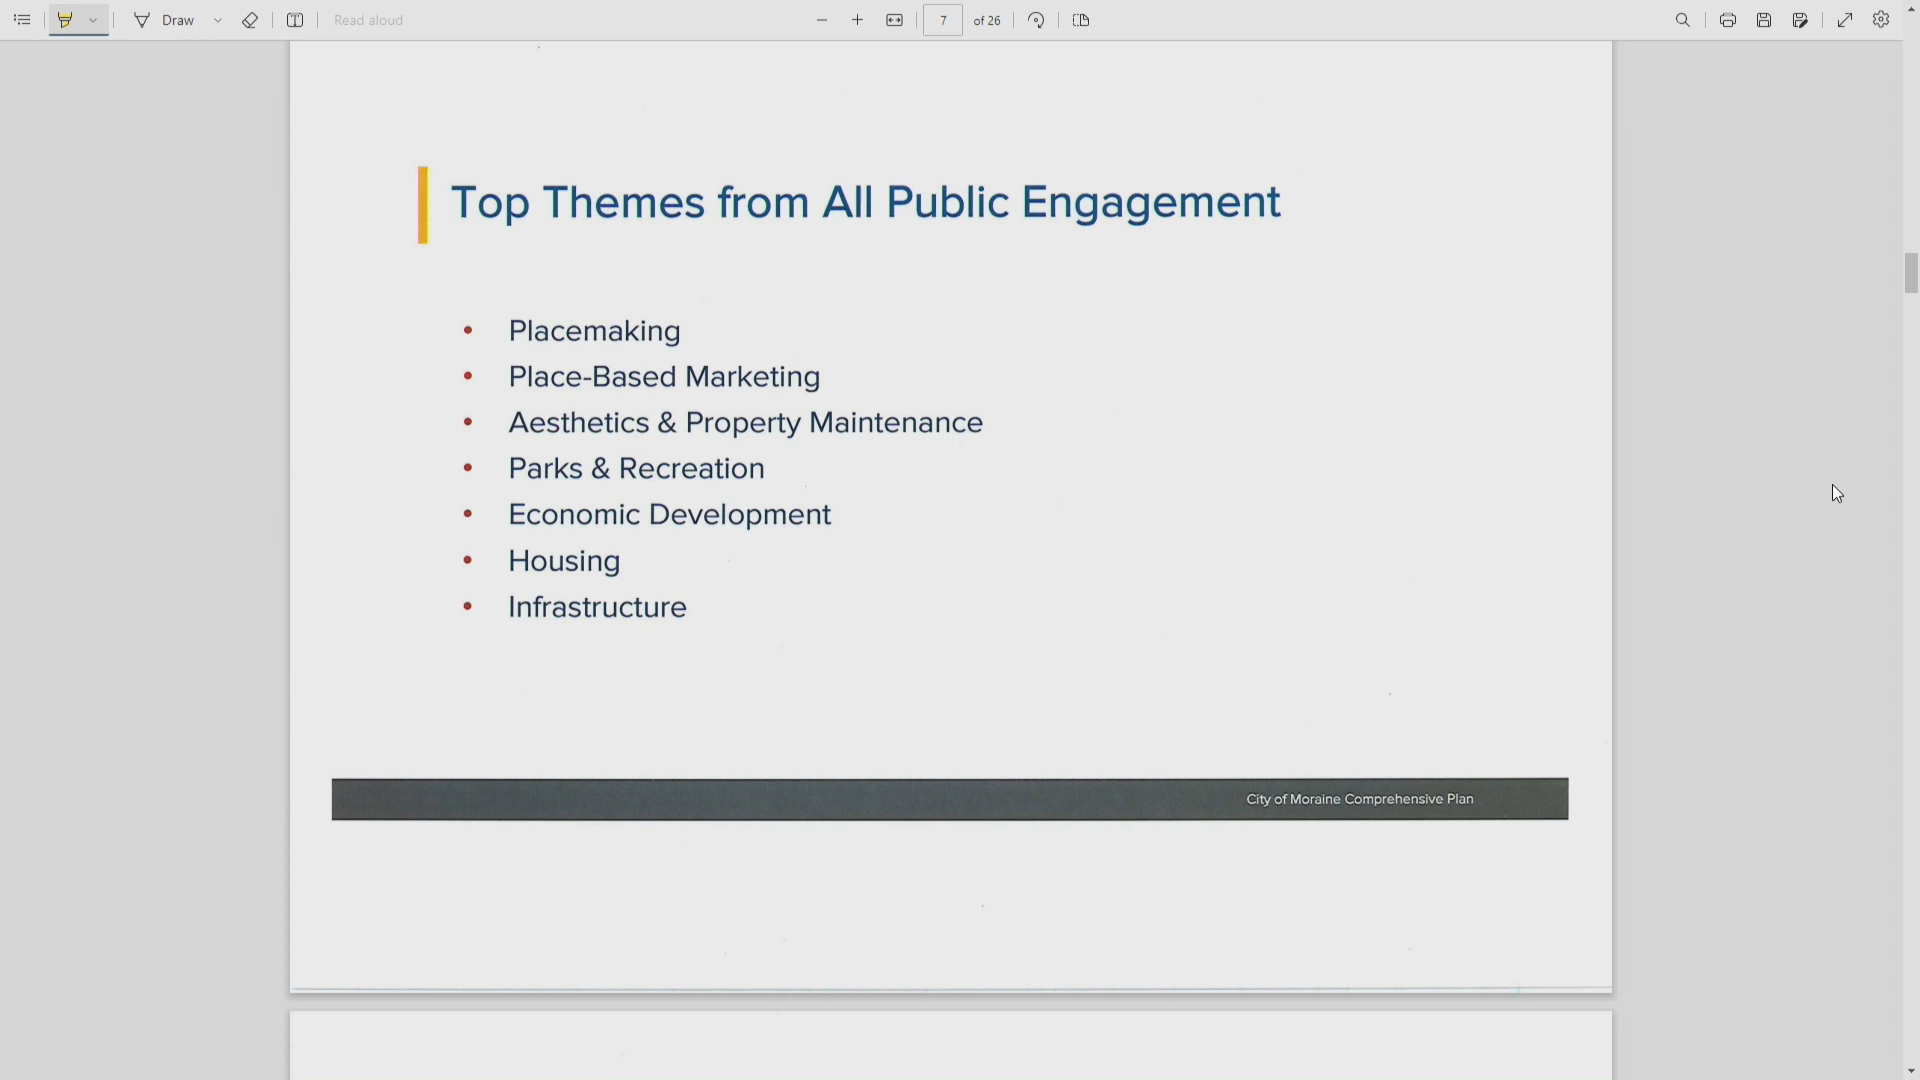 Draw
Read aloud
7 of 26
Top Themes from All Public Engagement
• Placemaking
• Place-Based Marketing
• Aesthetics & Property Maintenance
• Parks & Recreation
• Economic Development
• Housing
• Infrastructure
City of Moraine Comprehensive Plan